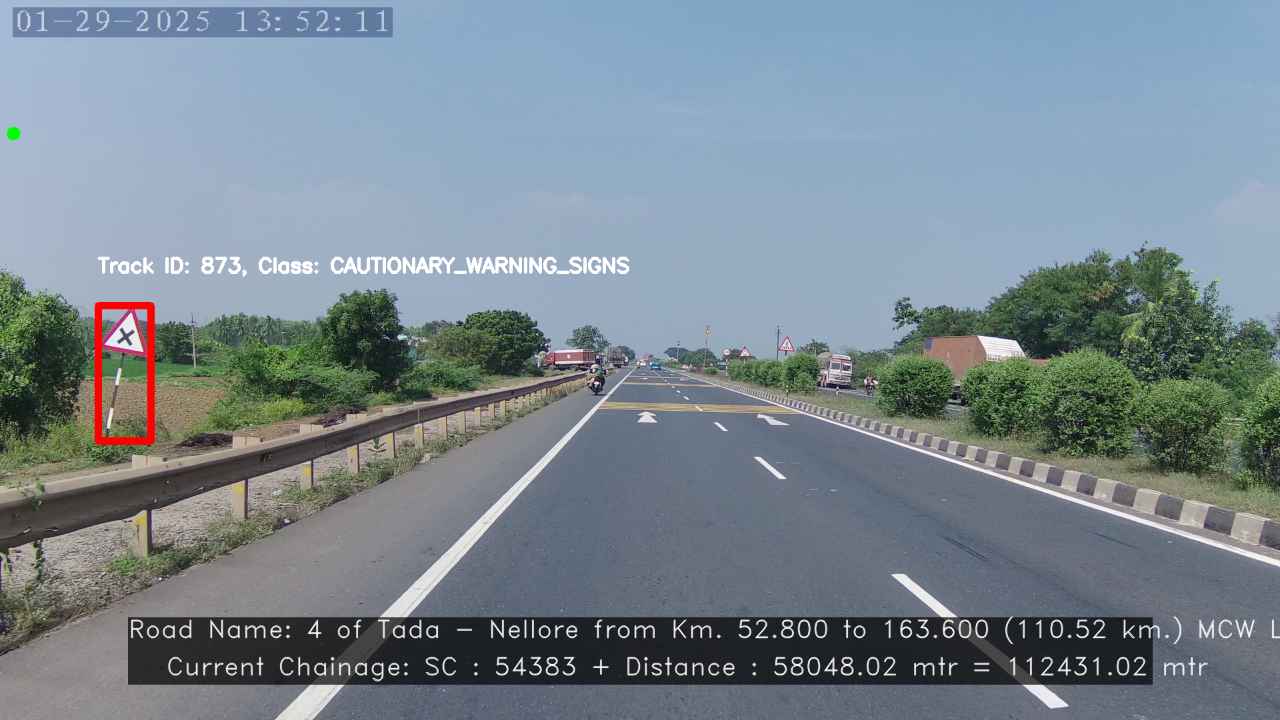 01-29-2025 13:52:11
Track ID: 873, Class: CAUTIONARY_WARNING_SIGNS
Road Name: 4 of Tada - Nellore from Km. 52.800 to 163.600 (110.52 km.) MCW L
Current Chainage: SC : 54383 + Distance : 58048.02 mtr = 112431.02 mtr